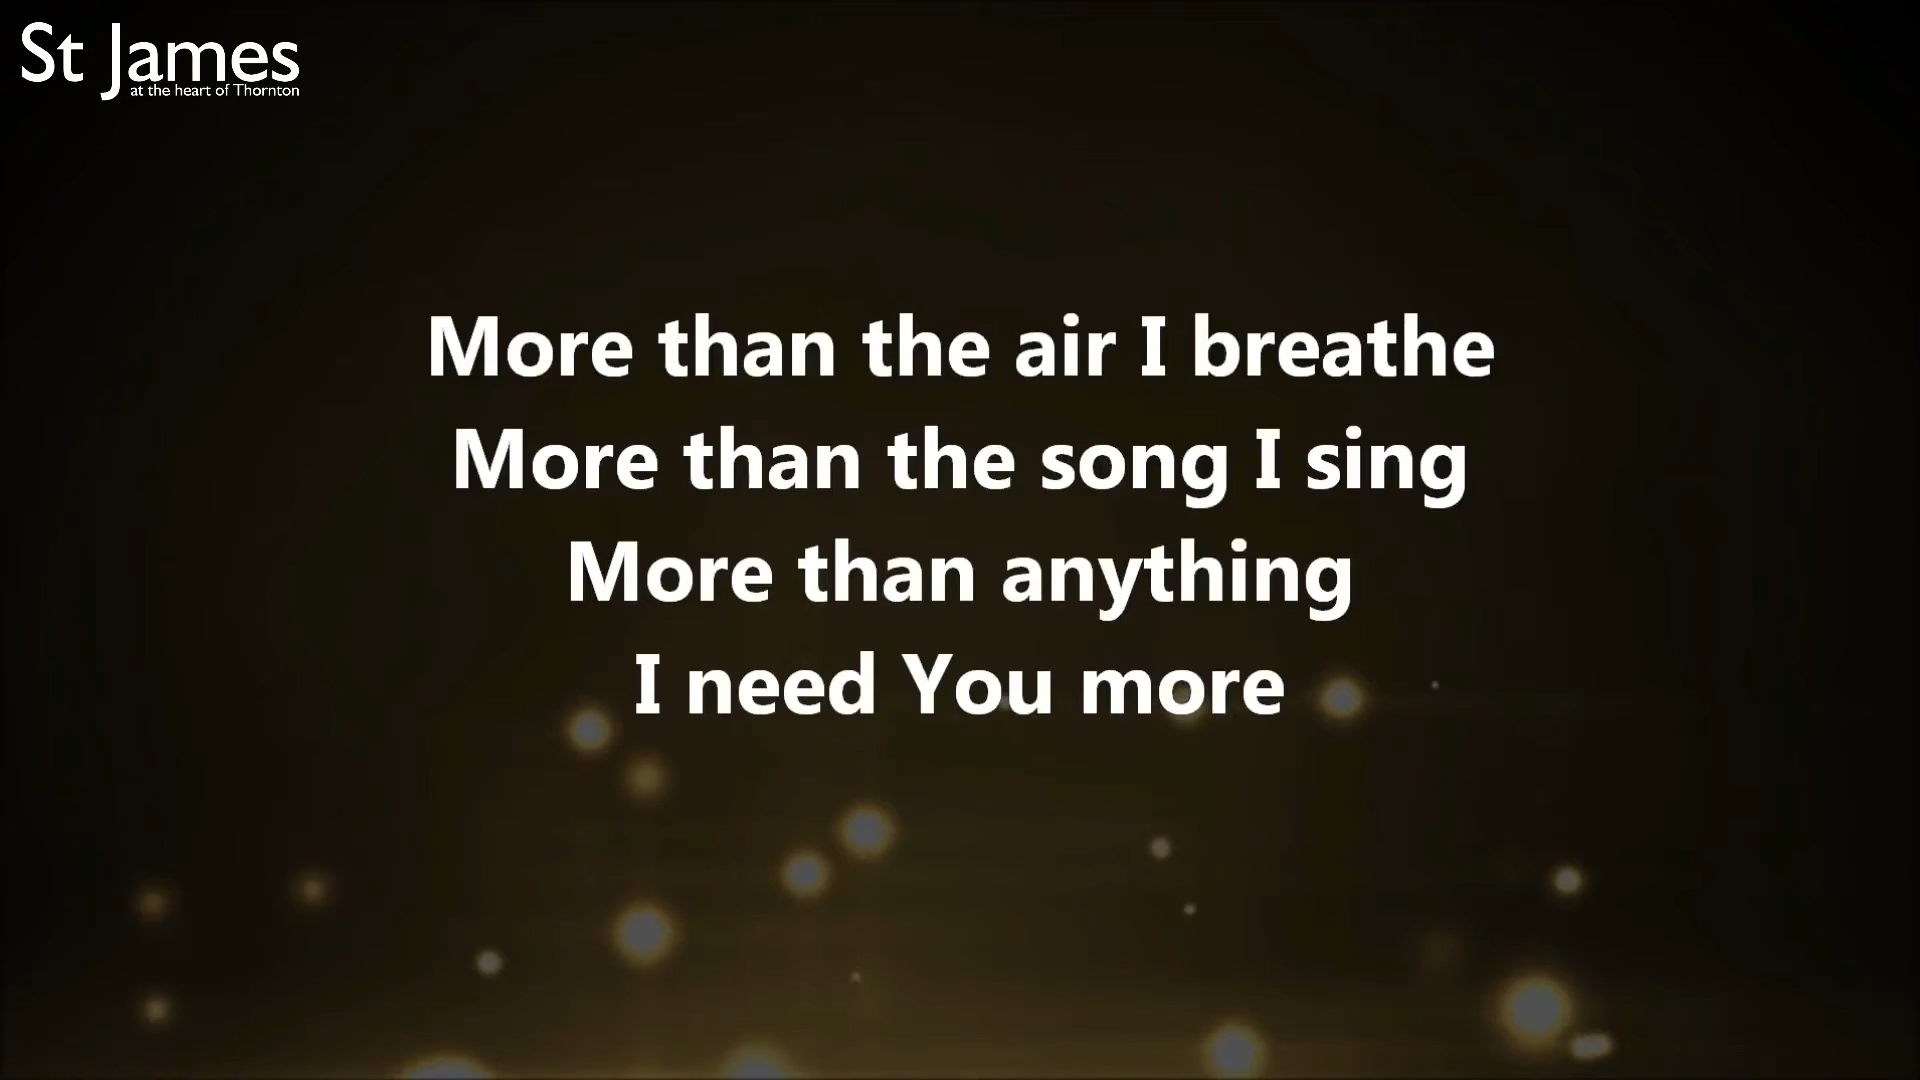 St James
at the heart of Thornton
More than the air I breathe
More than the song I sing
More than anything
I need You more